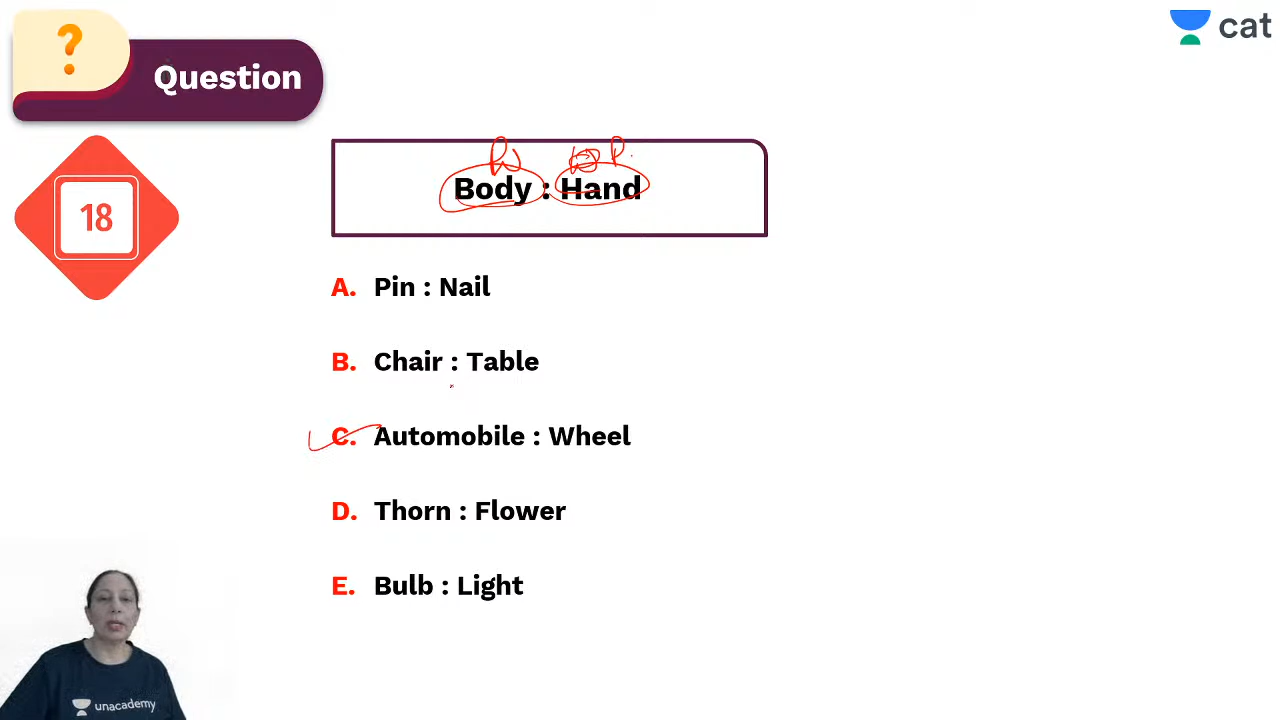 ?
cat
Question
18
W P.
Body : Hand
A. Pin : Nail
B. Chair : Table
C. Automobile : Wheel
D. Thorn : Flower
E. Bulb : Light
unacademy